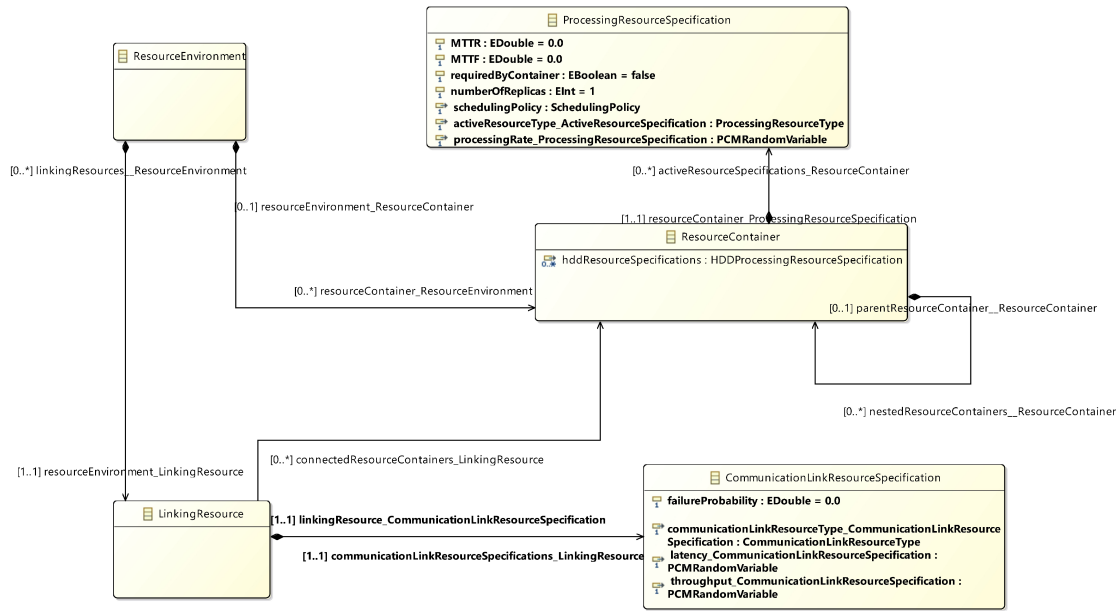 ProcessingResourceSpecification
MTTR : EDouble = 0.0
MTTF : EDouble = 0.0
requiredByContainer : EBoolean = false
numberOfReplicas : EInt = 1
schedulingPolicy : SchedulingPolicy
activeResourceType_ActiveResourceSpecification : ProcessingResourceType
processingRate_ProcessingResourceSpecification : PCMRandomVariable
ResourceEnvironment
[0..*] linkingResources__ResourceEnvironment
[0..*] activeResourceSpecifications_ResourceContainer
[0..1] resourceEnvironment_ResourceContainer
[1..1] resourceContainer_ProcessingResourceSpecification
ResourceContainer
0..*
hddResourceSpecifications : HDDProcessingResourceSpecification
[0..*] resourceContainer_ResourceEnvironment
[0..1] parentResourceContainer__ResourceContainer
[0..*] nestedResourceContainers__ResourceContainer
[0..*] connectedResourceContainers_LinkingResource
[1..1] resourceEnvironment_LinkingResource
LinkingResource
[1..1] linkingResource_CommunicationLinkResourceSpecification
[1..1] communicationLinkResourceSpecifications_LinkingResource
CommunicationLinkResourceSpecification
failureProbability : EDouble = 0.0
communicationLinkResourceType_CommunicationLinkResource
Specification : CommunicationLinkResourceType
latency_CommunicationLinkResourceSpecification :
PCMRandomVariable
throughput_CommunicationLinkResourceSpecification :
PCMRandomVariable